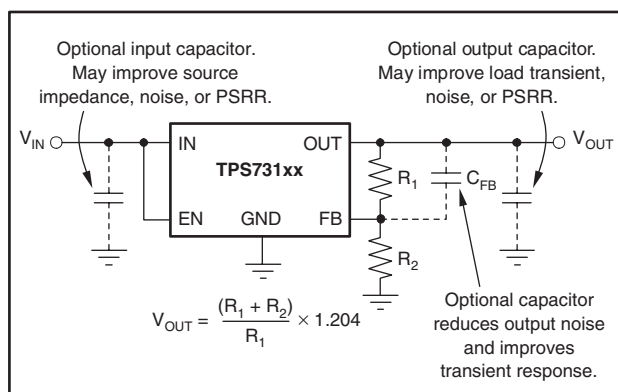 Optional input capacitor.
May improve source
impedance, noise, or PSRR.
Optional output capacitor.
May improve load transient,
noise, or PSRR.
V_IN
IN
OUT
V_OUT
TPS731xx
R_1
C_FB
EN
GND
FB
R_2
V_OUT = (R_1 + R_2) / R_1 × 1.204
Optional capacitor
reduces output noise
and improves
transient response.